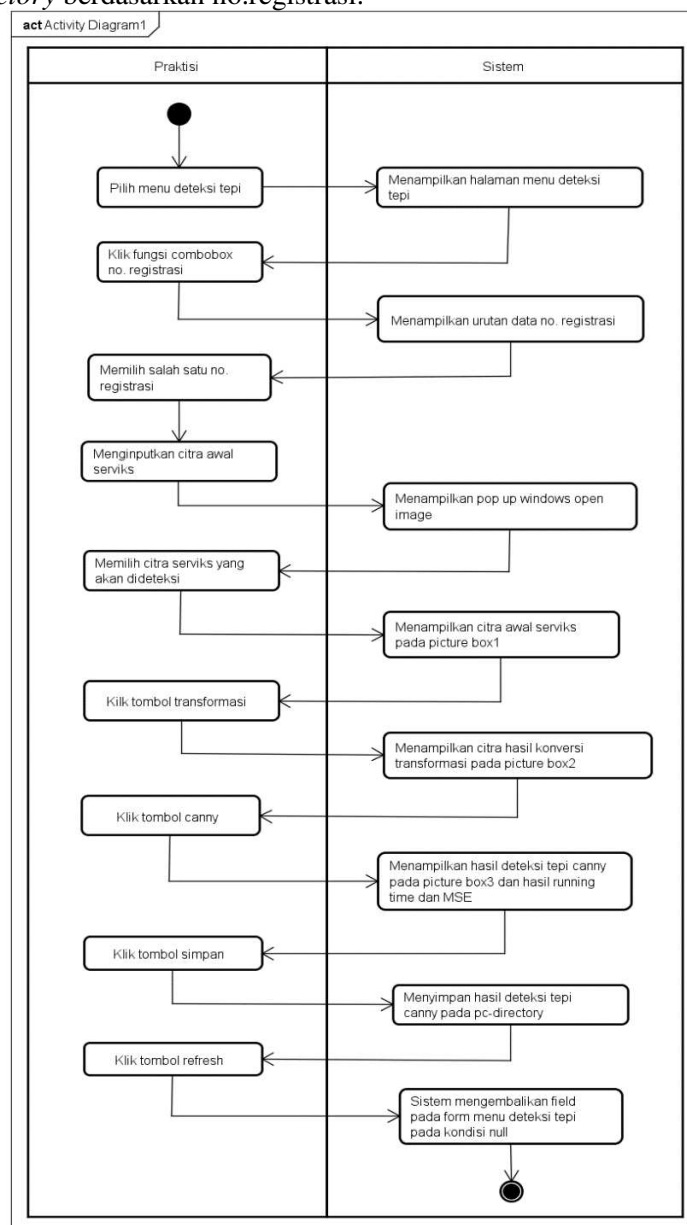 ctory berdasarkan no.registrasi.
act Activity Diagram1
Praktisi
Sistem
Pilih menu deteksi tepi
Menampilkan halaman menu deteksi
tepi
Klik fungsi combobox
no. registrasi
Menampilkan urutan data no. registrasi
Memilih salah satu no.
registrasi
Menginputkan citra awal
serviks
Menampilkan pop up windows open
image
Memilih citra serviks yang
akan dideteksi
Menampilkan citra awal serviks
pada picture box1
Kilk tombol transformasi
Menampilkan citra hasil konversi
transformasi pada picture box2
Klik tombol canny
Menampilkan hasil deteksi tepi canny
pada picture box3 dan hasil running
time dan MSE
Klik tombol simpan
Menyimpan hasil deteksi tepi
canny pada pc-directory
Klik tombol refresh
Sistem mengembalikan field
pada form menu deteksi tepi
pada kondisi null